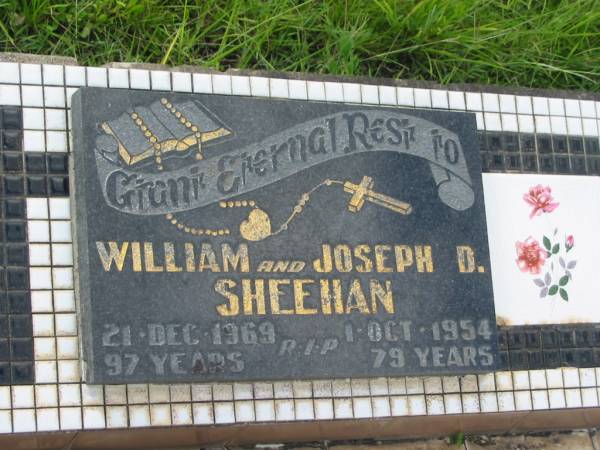 Grant Eternal Rest to
WILLIAM AND JOSEPH D.
SHEEHAN
21 · DEC · 1969 1 · OCT · 1954
97 YEARS R · I · P 79 YEARS